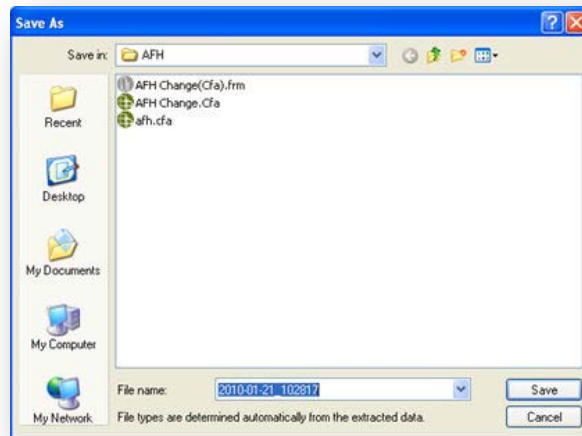 Save As
Save in: AFH
AFH Change(Cfa).frm
AFH Change.Cfa
afh.cfa
Recent
Desktop
My Documents
My Computer
My Network
File name: 2010-01-21_102817
Save
File types are determined automatically from the extracted data.
Cancel